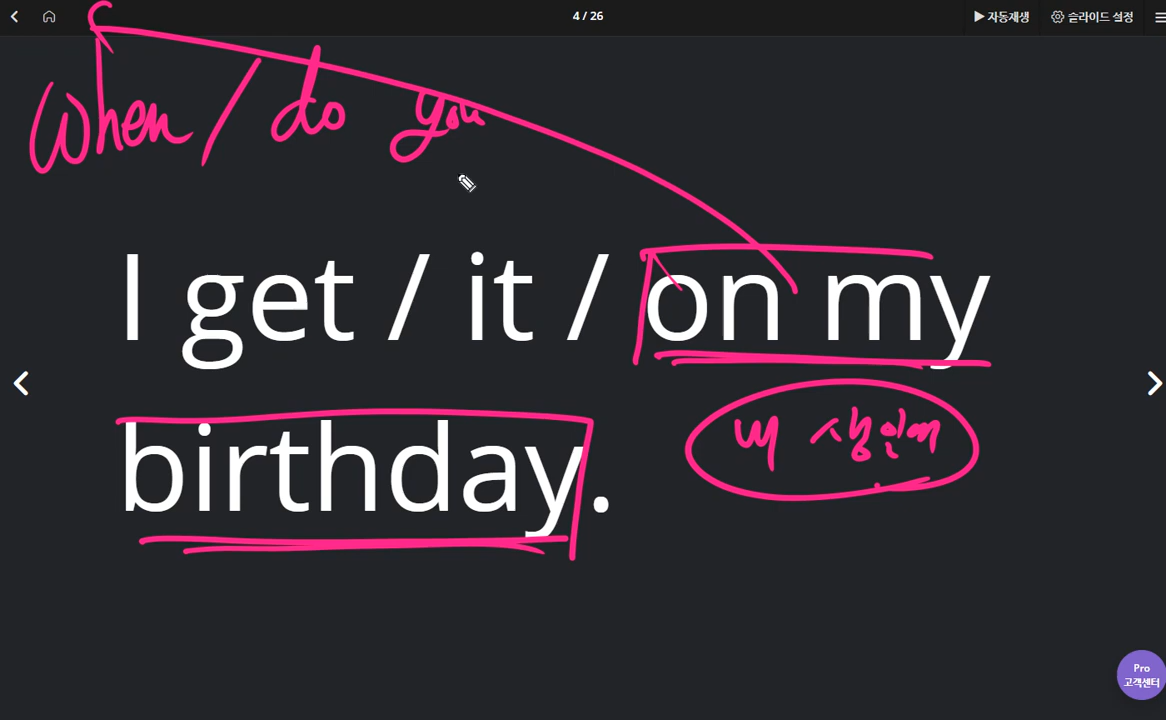 4 / 26
▶ 자동재생
슬라이드 설정
When / do you
I get / it / on my
birthday.
내 생일에
Pro
고객센터